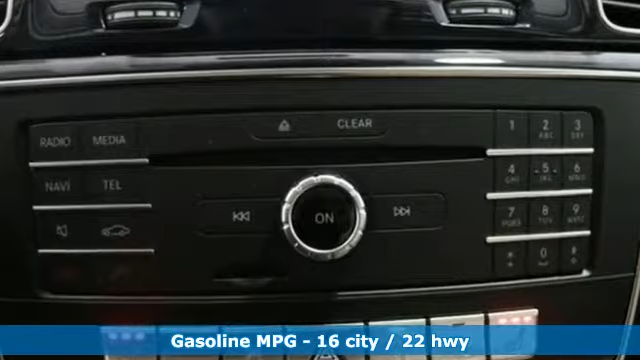 RADIO MEDIA
CLEAR
1 2 3
ABC DEF
NAVI TEL
4 5 6
GHI JKL MNO
ON
7 8 9
PQRS TUV WXYZ
* 0 #
Gasoline MPG - 16 city / 22 hwy